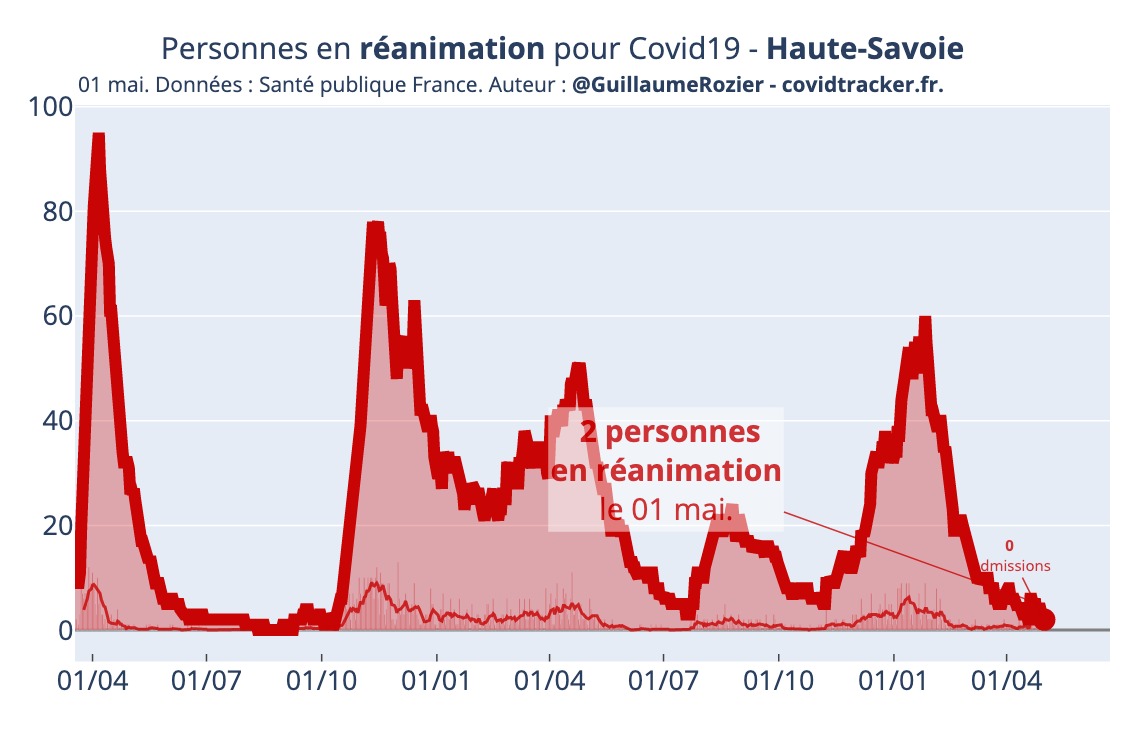 Personnes en réanimation pour Covid19 - Haute-Savoie
01 mai. Données : Santé publique France. Auteur : @GuillaumeRozier - covidtracker.fr.
100
80
60
40
20
0
2 personnes
en réanimation
le 01 mai.
0
dmissions
01/04 01/07 01/10 01/01 01/04 01/07 01/10 01/01 01/04